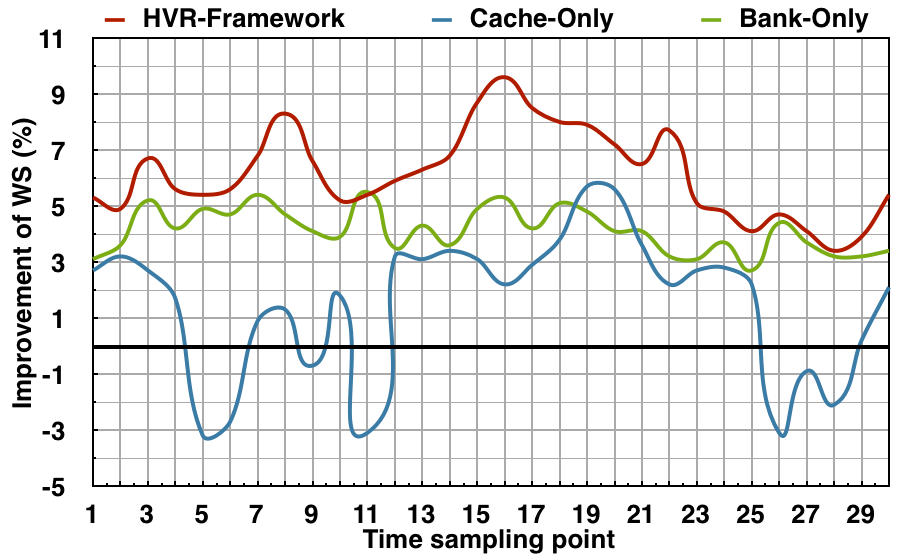 HVR-Framework Cache-Only Bank-Only
Improvement of WS (%)
11
9
7
5
3
1
-1
-3
-5
1 3 5 7 9 11 13 15 17 19 21 23 25 27 29
Time sampling point